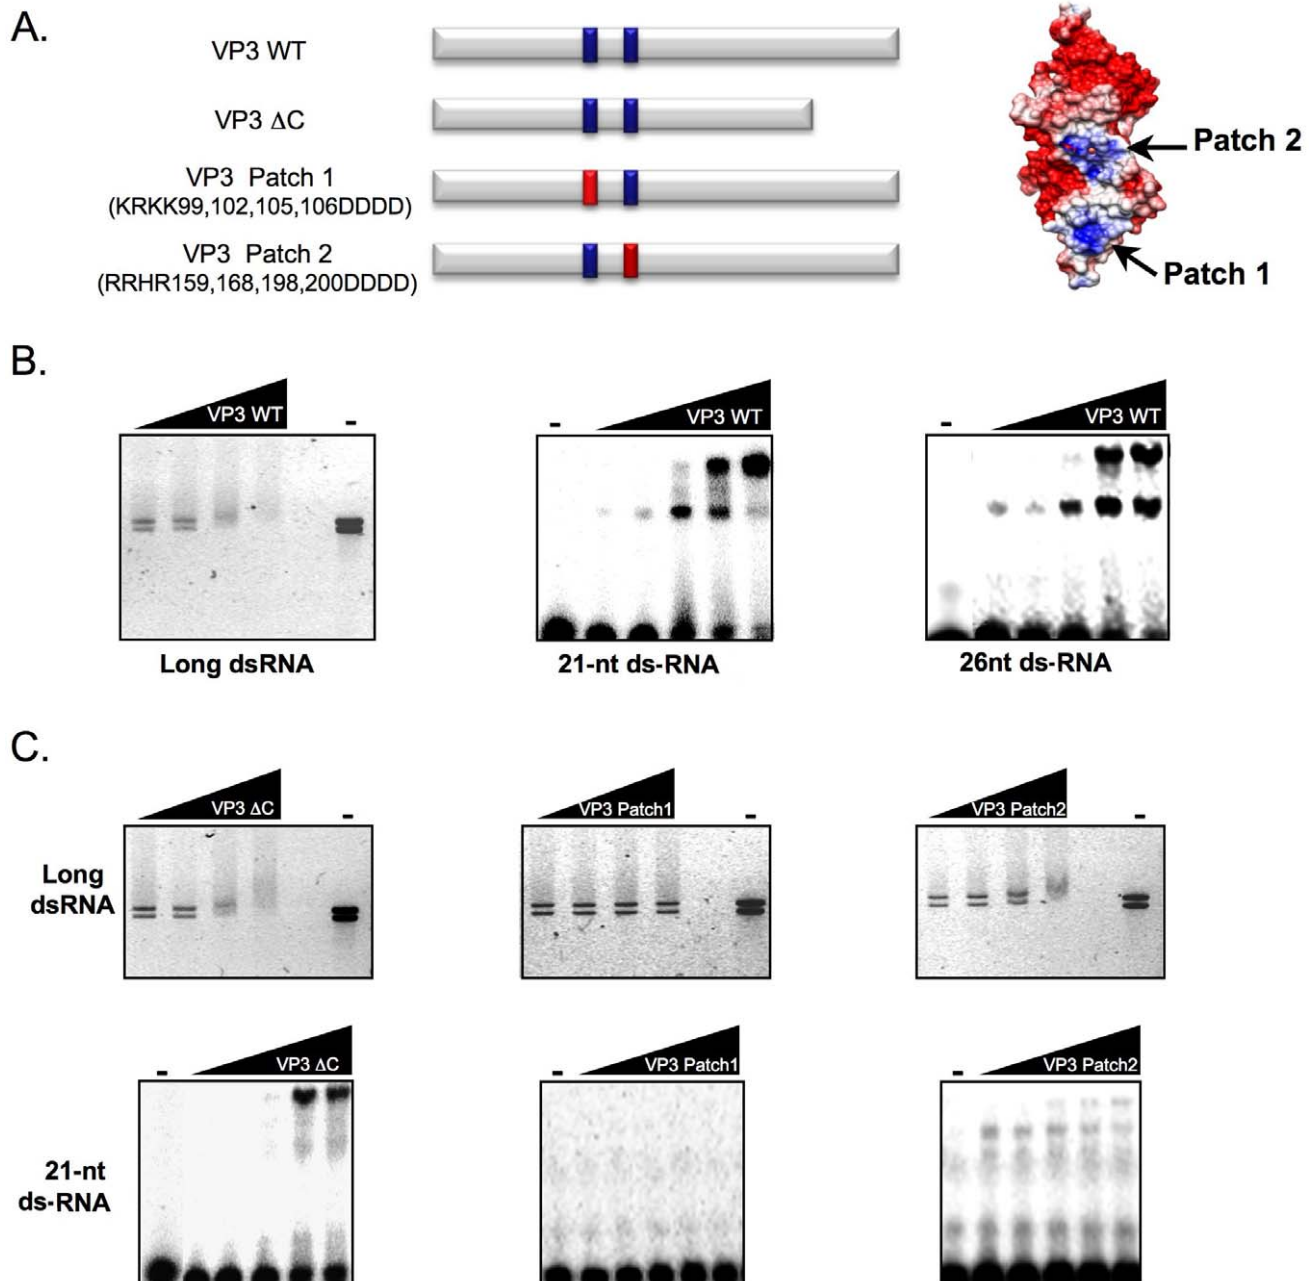 A.
VP3 WT
VP3 ΔC
VP3 Patch 1
(KRKK99,102,105,106DDDD)
VP3 Patch 2
(RRHR159,168,198,200DDDD)
Patch 2
Patch 1
B.
VP3 WT
-
-
VP3 WT
-
VP3 WT
Long dsRNA
21-nt ds-RNA
26nt ds-RNA
C.
VP3 ΔC
-
VP3 Patch1
-
VP3 Patch2
-
Long
dsRNA
-
VP3 ΔC
-
VP3 Patch1
-
VP3 Patch2
21-nt
ds-RNA